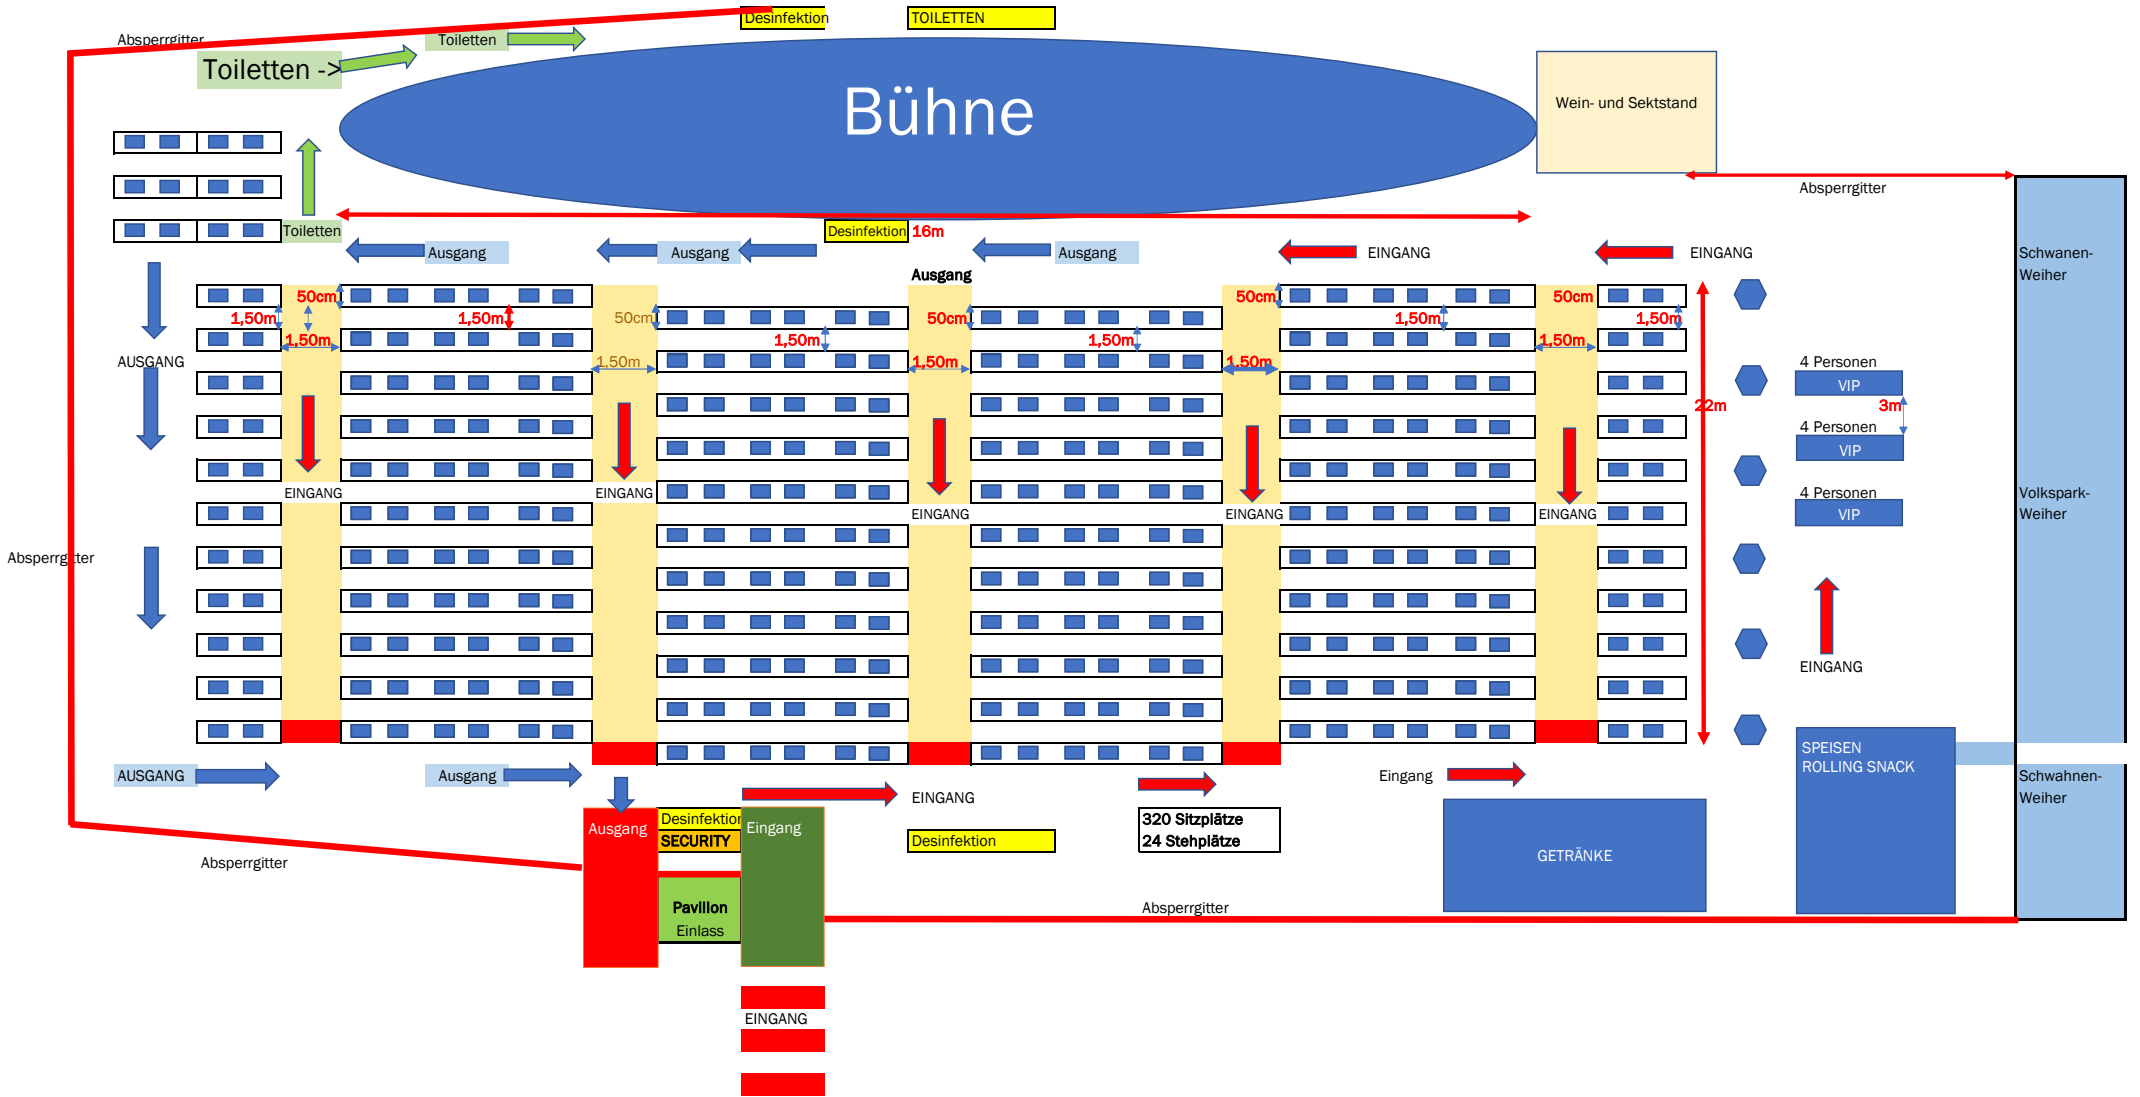 Desinfektion
TOILETTEN
Absperrgitter
Toiletten
Toiletten ->
Bühne
Wein- und Sektstand
Absperrgitter
Toiletten
Desinfektion
16m
Ausgang
Ausgang
Ausgang
EINGANG
EINGANG
Schwanen-
Weiher
Ausgang
50cm
50cm
50cm
1,50m
1,50m
50cm
50cm
1,50m
1,50m
1,50m
1,50m
1,50m
1,50m
AUSGANG
1,50m
1,50m
1,50m
4 Personen
VIP
22m
3m
4 Personen
VIP
EINGANG
EINGANG
4 Personen
VIP
Volkspark-
Weiher
EINGANG
EINGANG
EINGANG
Absperrgitter
EINGANG
AUSGANG
Ausgang
Eingang
SPEISEN
ROLLING SNACK
Schwahnen-
Weiher
EINGANG
Ausgang
Desinfektion
SECURITY
Eingang
Desinfektion
320 Sitzplätze
24 Stehplätze
GETRÄNKE
Absperrgitter
Pavillon
Einlass
Absperrgitter
EINGANG